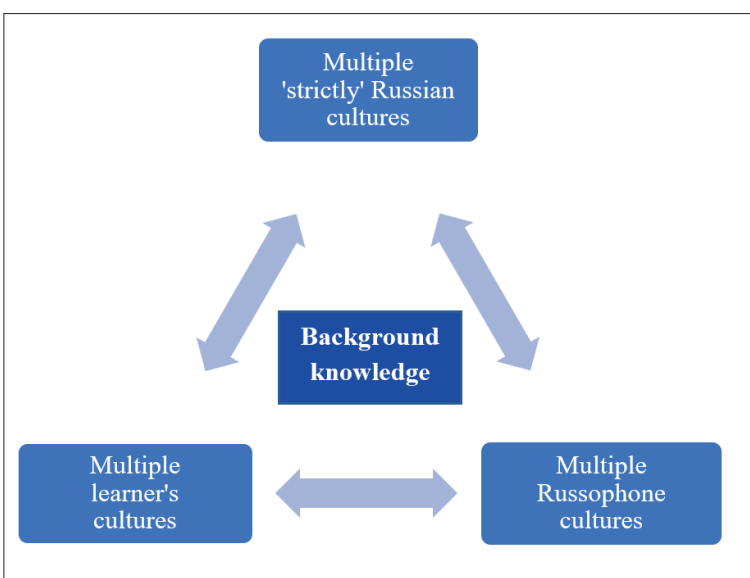 Multiple
'strictly' Russian
cultures
Background
knowledge
Multiple
learner's
cultures
Multiple
Russophone
cultures